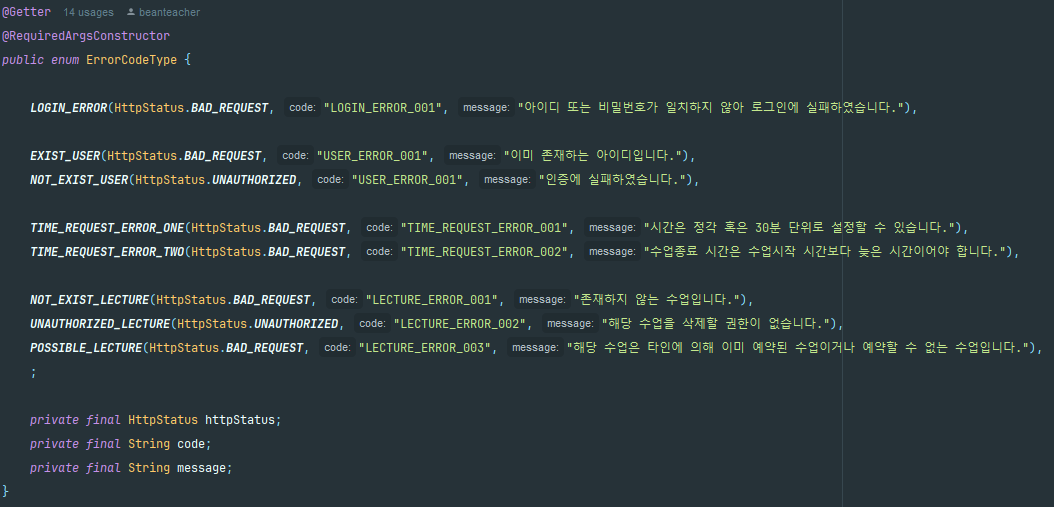 @Getter 14 usages beanteacher
@RequiredArgsConstructor
public enum ErrorCodeType {
LOGIN_ERROR(HttpStatus.BAD_REQUEST, code: "LOGIN_ERROR_001", message: "아이디 또는 비밀번호가 일치하지 않아 로그인에 실패하였습니다."),
EXIST_USER(HttpStatus.BAD_REQUEST, code: "USER_ERROR_001", message: "이미 존재하는 아이디입니다."),
NOT_EXIST_USER(HttpStatus.UNAUTHORIZED, code: "USER_ERROR_001", message: "인증에 실패하였습니다."),
TIME_REQUEST_ERROR_ONE(HttpStatus.BAD_REQUEST, code: "TIME_REQUEST_ERROR_001", message: "시간은 정각 혹은 30분 단위로 설정할 수 있습니다."),
TIME_REQUEST_ERROR_TWO(HttpStatus.BAD_REQUEST, code: "TIME_REQUEST_ERROR_002", message: "수업종료 시간은 수업시작 시간보다 늦은 시간이어야 합니다."),
NOT_EXIST_LECTURE(HttpStatus.BAD_REQUEST, code: "LECTURE_ERROR_001", message: "존재하지 않는 수업입니다."),
UNAUTHORIZED_LECTURE(HttpStatus.UNAUTHORIZED, code: "LECTURE_ERROR_002", message: "해당 수업을 삭제할 권한이 없습니다."),
POSSIBLE_LECTURE(HttpStatus.BAD_REQUEST, code: "LECTURE_ERROR_003", message: "해당 수업은 타인에 의해 이미 예약된 수업이거나 예약할 수 없는 수업입니다."),
;
private final HttpStatus httpStatus;
private final String code;
private final String message;
}